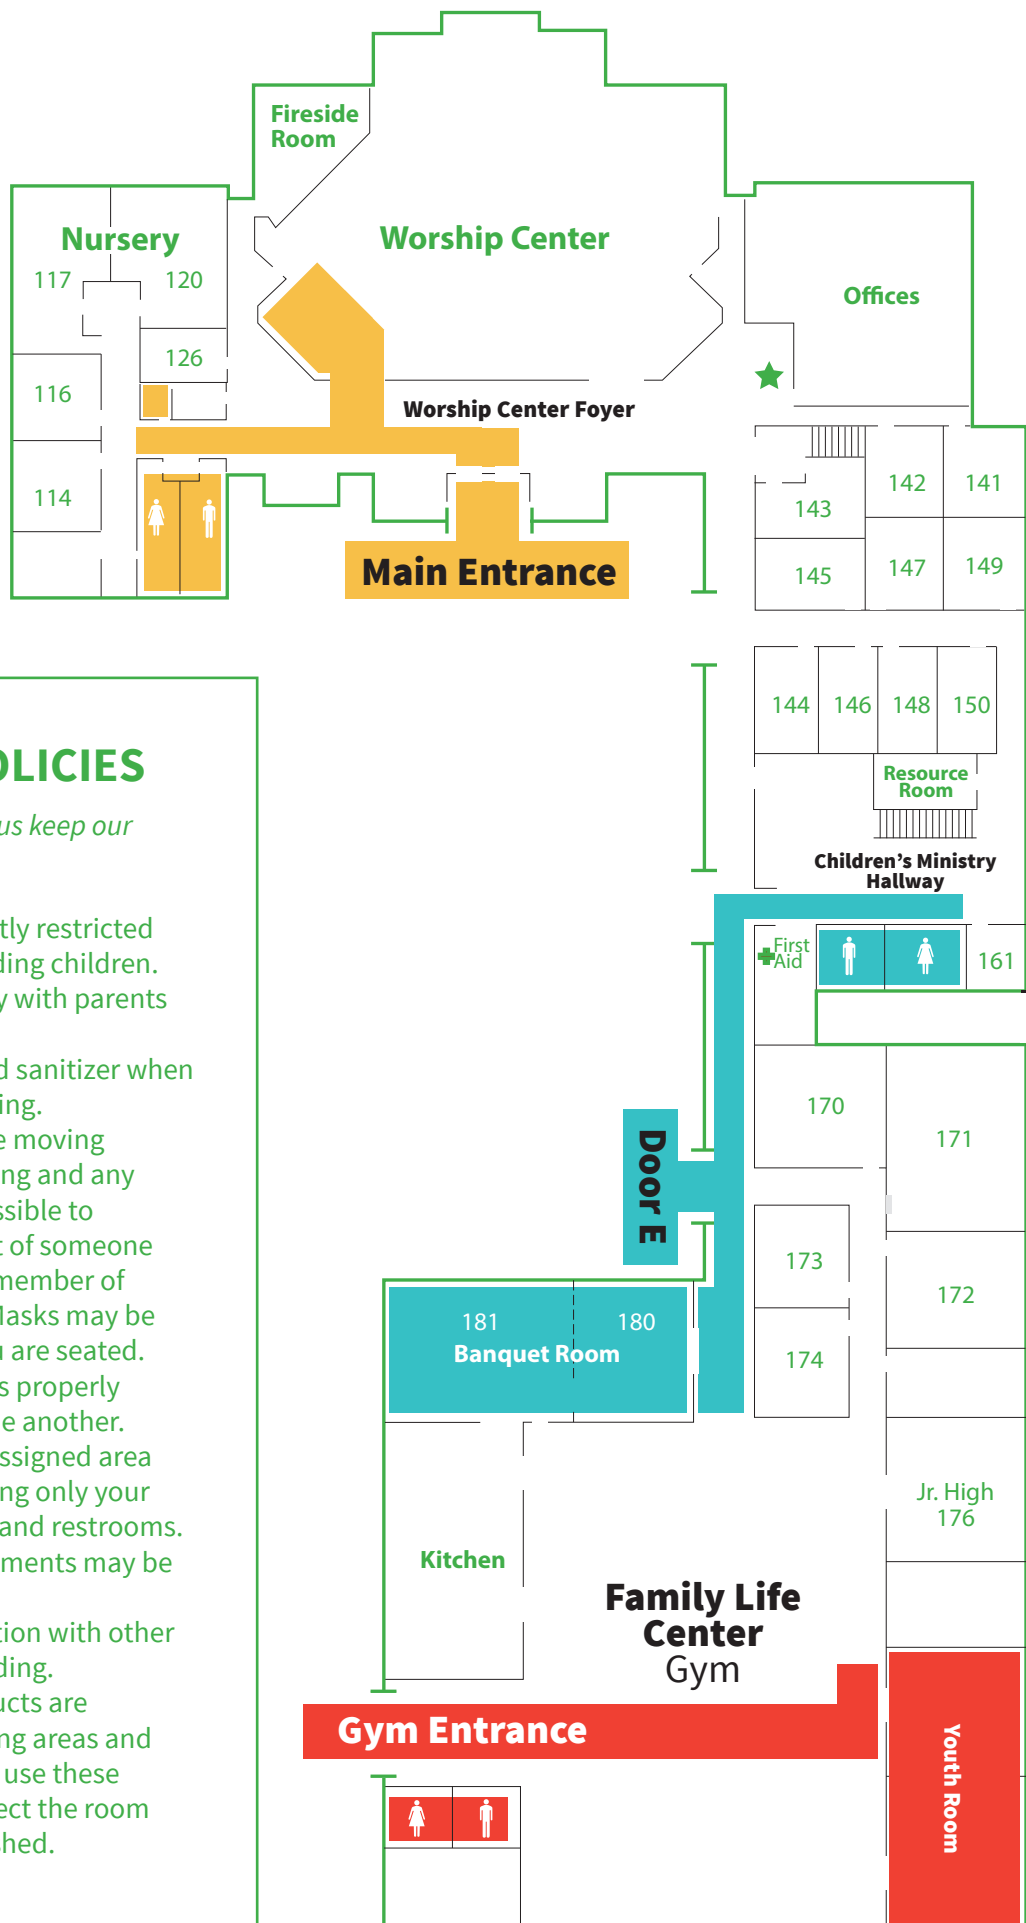 Fireside
Room
Nursery
Worship Center
117
120
Offices
126
116
Worship Center Foyer
114
142
141
143
Main Entrance
145
147
149
144
146
148
150
Resource
Room
Children's Ministry
Hallway
First
Aid
161
170
171
Door E
173
172
181
180
Banquet Room
174
Jr. High
176
Kitchen
Family Life
Center
Gym
Gym Entrance
Youth Room
OLICIES
us keep our
tly restricted
ding children.
y with parents
d sanitizer when
ing.
e moving
ng and any
ssible to
t of someone
member of
Masks may be
u are seated.
s properly
e another.
assigned area
ng only your
and restrooms.
ments may be
tion with other
ding.
ucts are
ng areas and
use these
ect the room
shed.